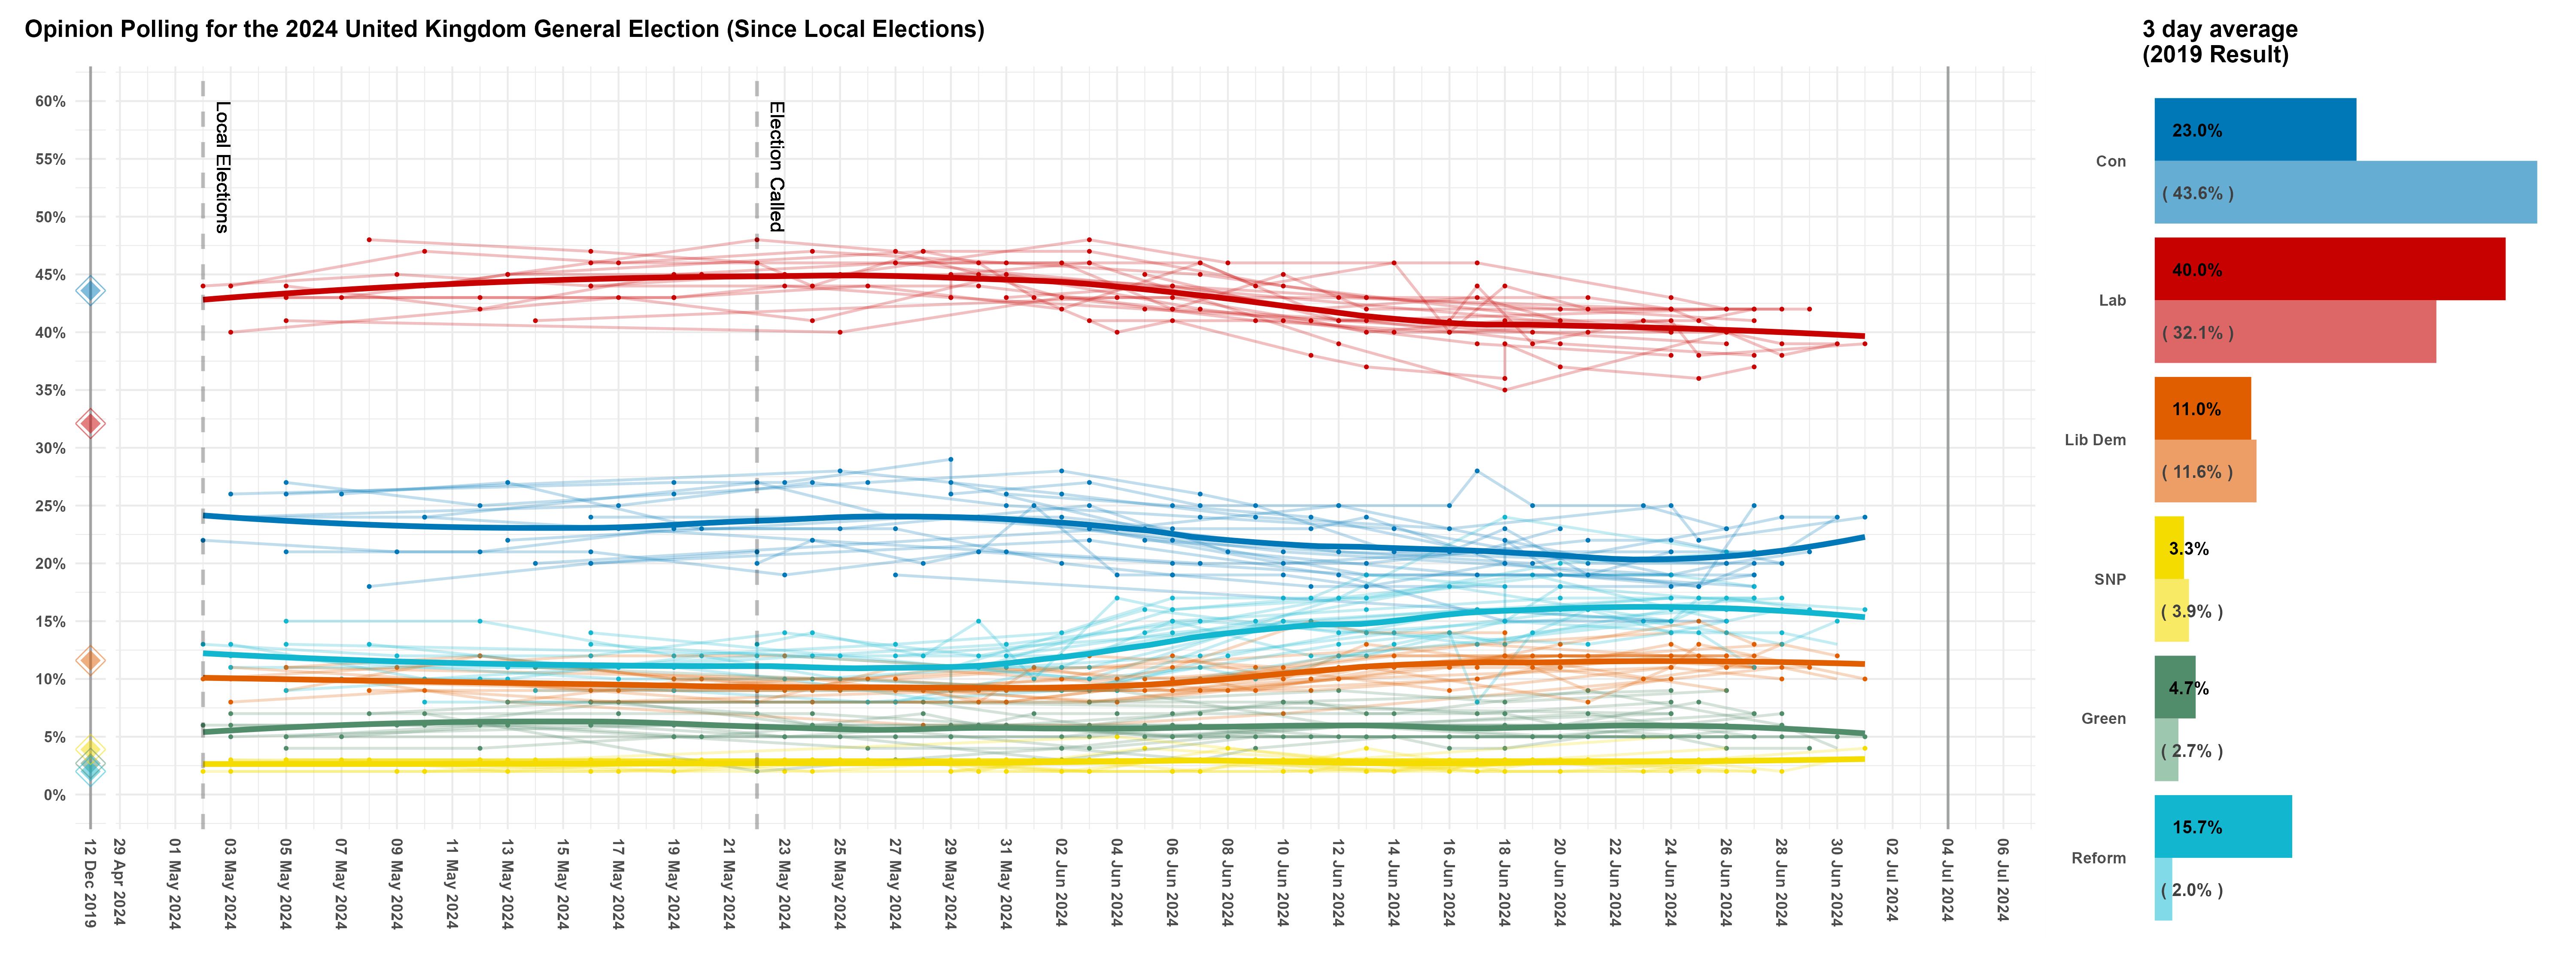 Opinion Polling for the 2024 United Kingdom General Election (Since Local Elections)
3 day average
(2019 Result)
60%
55%
50%
45%
40%
35%
30%
25%
20%
15%
10%
5%
0%
Local Elections
Election Called
12 Dec 2019
29 Apr 2024
01 May 2024
03 May 2024
05 May 2024
07 May 2024
09 May 2024
11 May 2024
13 May 2024
15 May 2024
17 May 2024
19 May 2024
21 May 2024
23 May 2024
25 May 2024
27 May 2024
29 May 2024
31 May 2024
02 Jun 2024
04 Jun 2024
06 Jun 2024
08 Jun 2024
10 Jun 2024
12 Jun 2024
14 Jun 2024
16 Jun 2024
18 Jun 2024
20 Jun 2024
22 Jun 2024
24 Jun 2024
26 Jun 2024
28 Jun 2024
30 Jun 2024
02 Jul 2024
04 Jul 2024
06 Jul 2024
Con
23.0%
( 43.6% )
Lab
40.0%
( 32.1% )
Lib Dem
11.0%
( 11.6% )
SNP
3.3%
( 3.9% )
Green
4.7%
( 2.7% )
Reform
15.7%
( 2.0% )